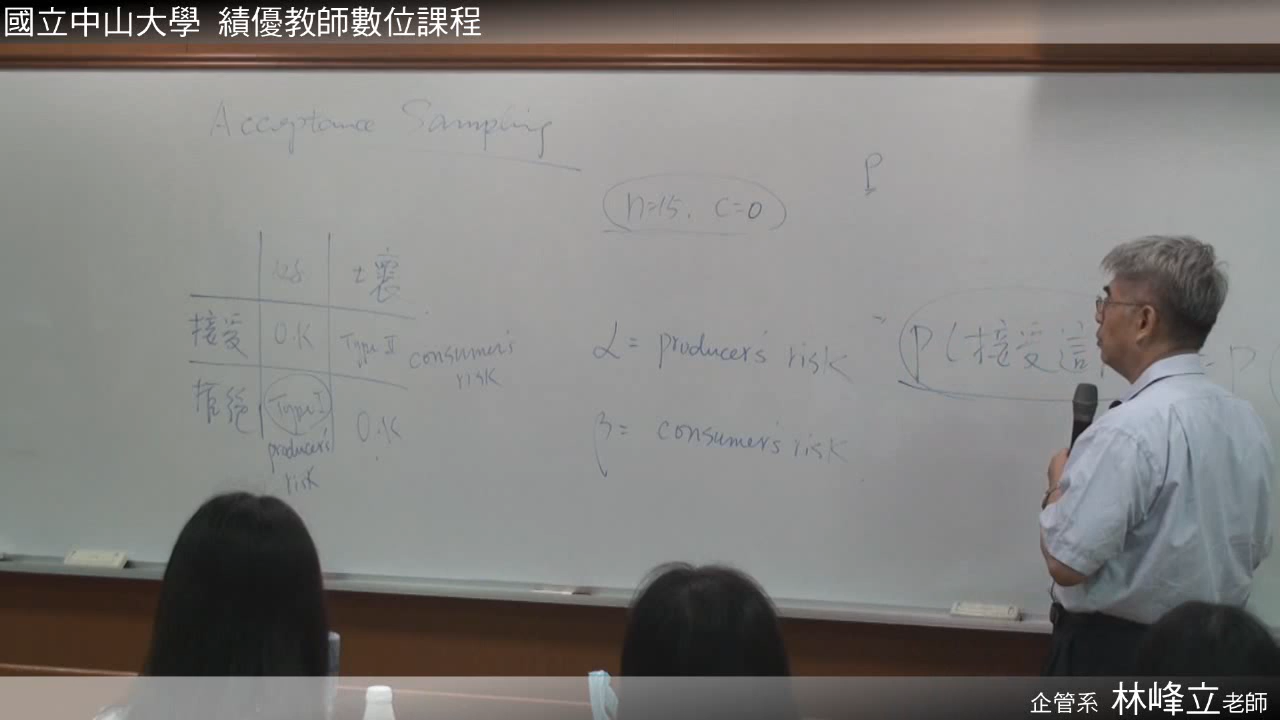 國立中山大學 績優教師數位課程
Acceptance Sampling
P
n=15, c=0
好 壞
接受 O.K Type II consumer's risk
拒絕 Type I O.K
producer's risk
α = producer's risk
P(接受這
= P(
β = consumer's risk
企管系 林峰立老師